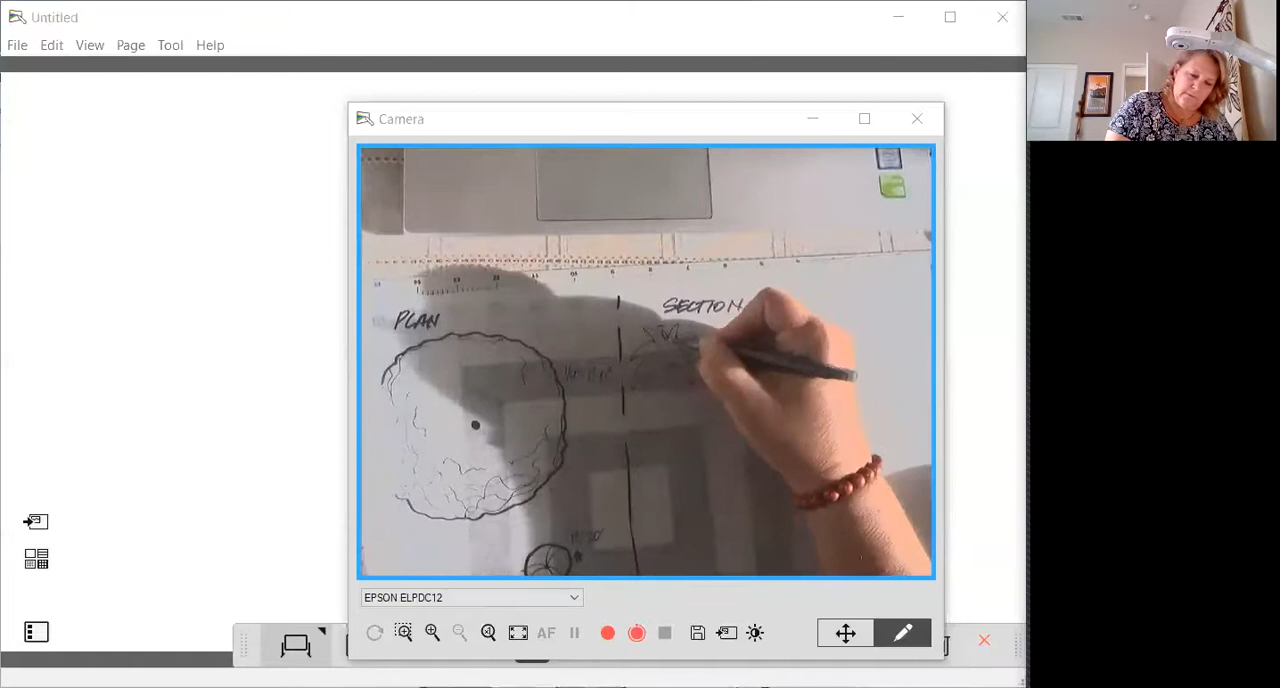 Untitled
File Edit View Page Tool Help
Camera
PLAN
SECTION
EPSON ELPDC12
AF